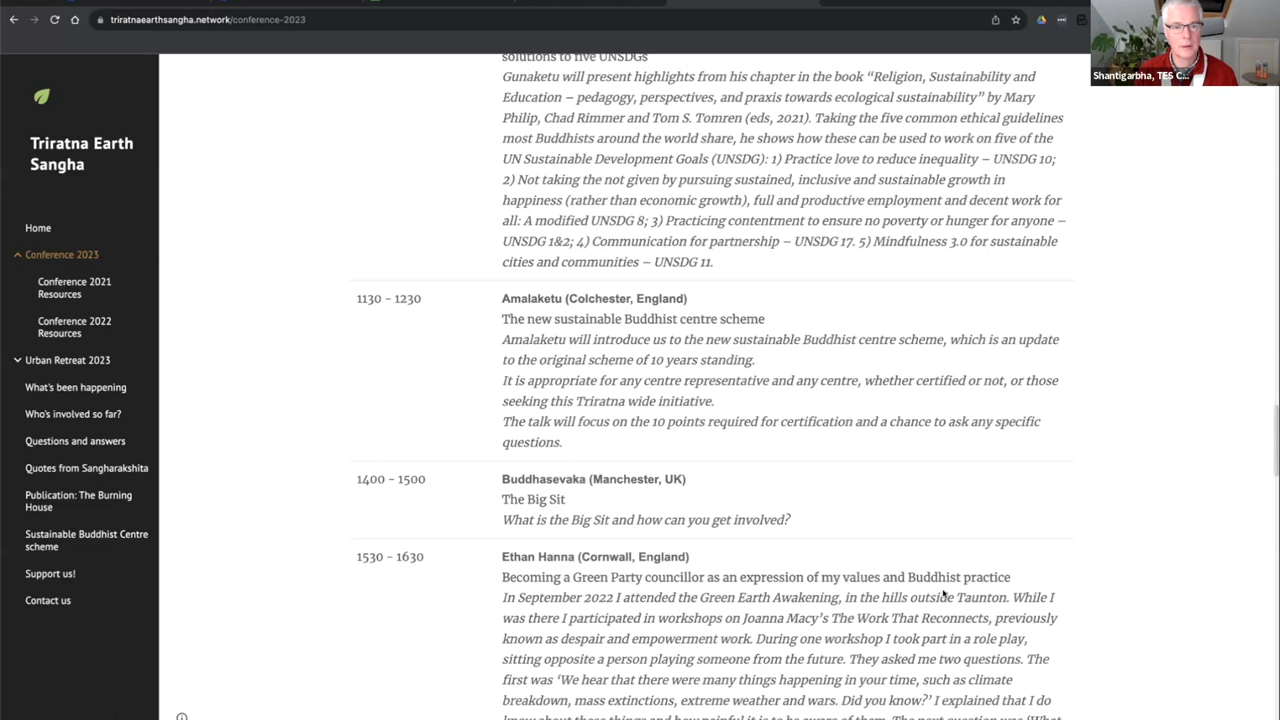 triratnaearthsangha.network/conference-2023
Shantigarbha, TES C...
Triratna Earth
Sangha
Home
Conference 2023
Conference 2021
Resources
Conference 2022
Resources
Urban Retreat 2023
What's been happening
Who's involved so far?
Questions and answers
Quotes from Sangharakshita
Publication: The Burning
House
Sustainable Buddhist Centre
scheme
Support us!
Contact us
solutions to five UNSDGs
Gunaketu will present highlights from his chapter in the book “Religion, Sustainability and
Education – pedagogy, perspectives, and praxis towards ecological sustainability” by Mary
Philip, Chad Rimmer and Tom S. Tomren (eds, 2021). Taking the five common ethical guidelines
most Buddhists around the world share, he shows how these can be used to work on five of the
UN Sustainable Development Goals (UNSDG): 1) Practice love to reduce inequality – UNSDG 10;
2) Not taking the not given by pursuing sustained, inclusive and sustainable growth in
happiness (rather than economic growth), full and productive employment and decent work for
all: A modified UNSDG 8; 3) Practicing contentment to ensure no poverty or hunger for anyone –
UNSDG 1&2; 4) Communication for partnership – UNSDG 17. 5) Mindfulness 3.0 for sustainable
cities and communities – UNSDG 11.
1130 - 1230
Amalaketu (Colchester, England)
The new sustainable Buddhist centre scheme
Amalaketu will introduce us to the new sustainable Buddhist centre scheme, which is an update
to the original scheme of 10 years standing.
It is appropriate for any centre representative and any centre, whether certified or not, or those
seeking this Triratna wide initiative.
The talk will focus on the 10 points required for certification and a chance to ask any specific
questions.
1400 - 1500
Buddhasevaka (Manchester, UK)
The Big Sit
What is the Big Sit and how can you get involved?
1530 - 1630
Ethan Hanna (Cornwall, England)
Becoming a Green Party councillor as an expression of my values and Buddhist practice
In September 2022 I attended the Green Earth Awakening, in the hills outside Taunton. While I
was there I participated in workshops on Joanna Macy’s The Work That Reconnects, previously
known as despair and empowerment work. During one workshop I took part in a role play,
sitting opposite a person playing someone from the future. They asked me two questions. The
first was ‘We hear that there were many things happening in your time, such as climate
breakdown, mass extinctions, extreme weather and wars. Did you know?’ I explained that I do
know about these things and how painful it is to be aware of them. The next question was ‘What